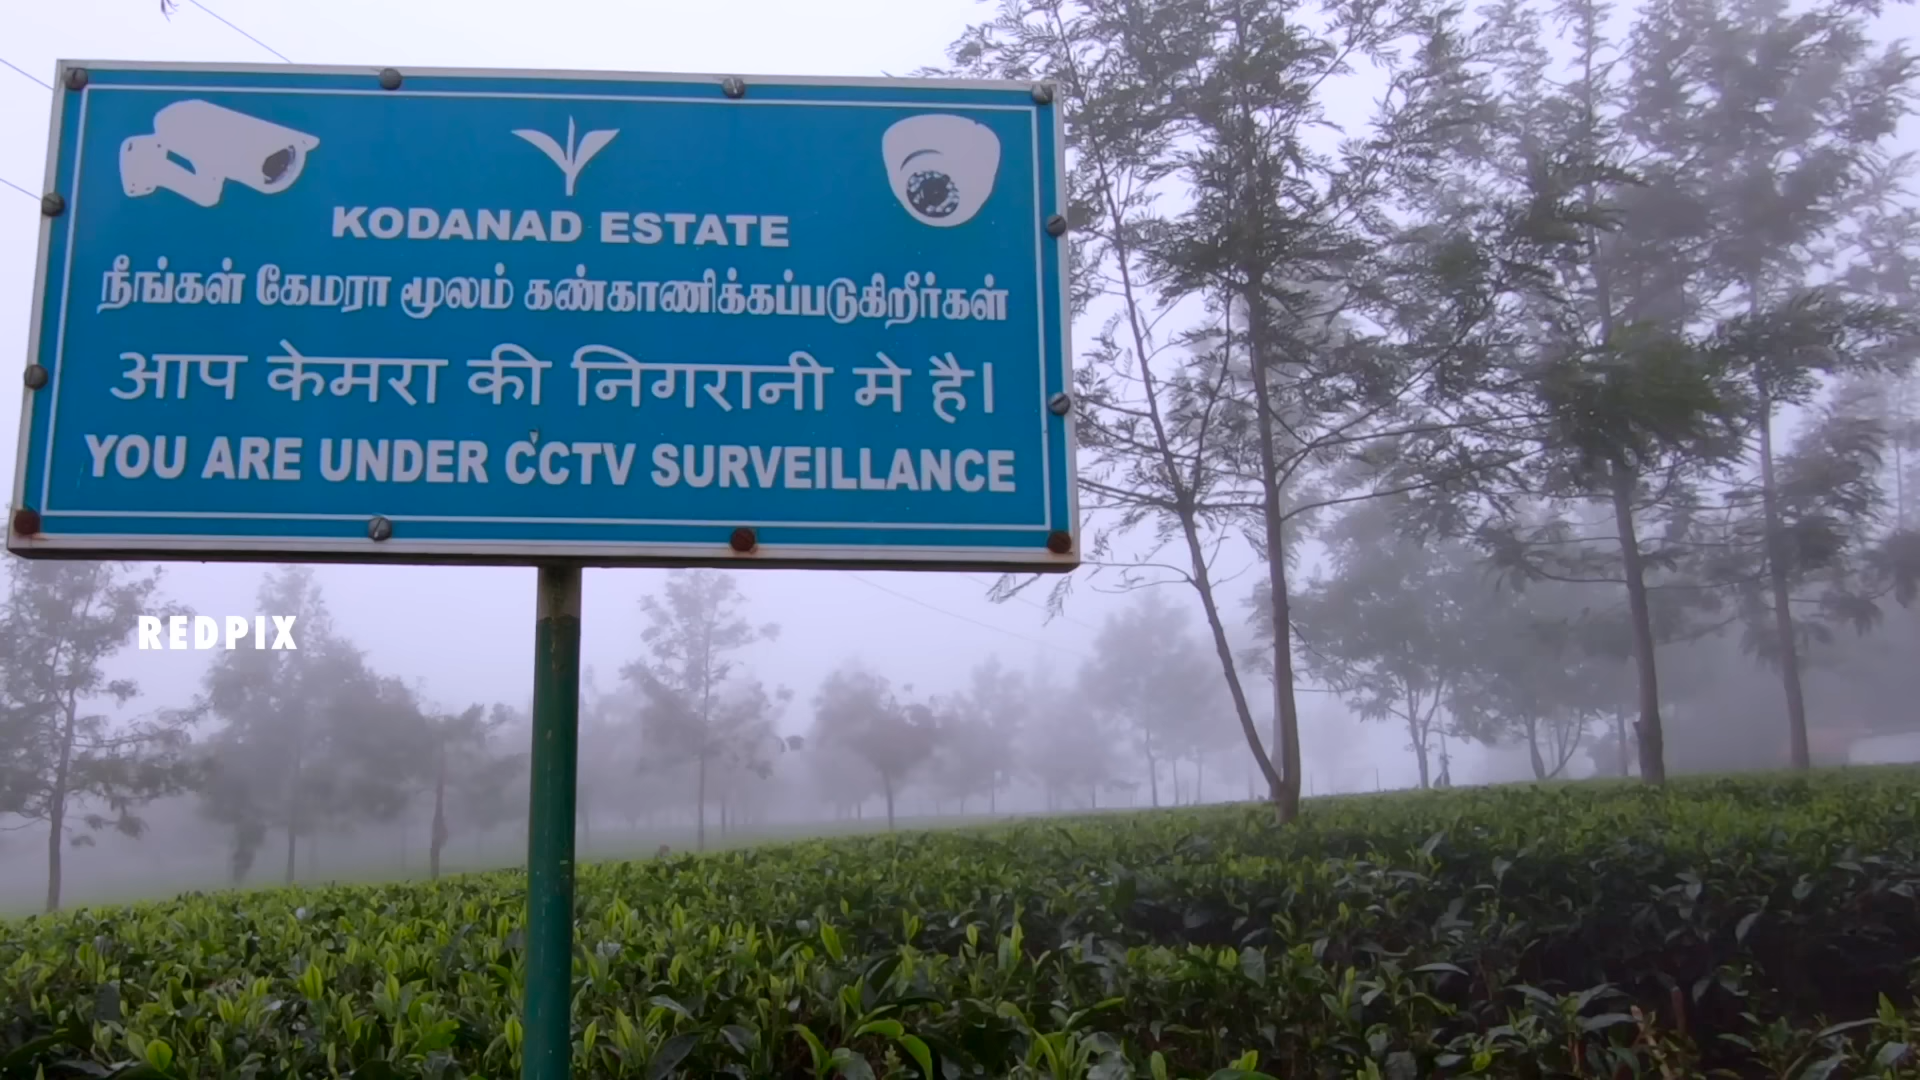 KODANAD ESTATE
நீங்கள் கேமரா மூலம் கண்காணிக்கப்படுகிறீர்கள்
आप केमरा की निगरानी मे है।
YOU ARE UNDER CCTV SURVEILLANCE
REDPIX